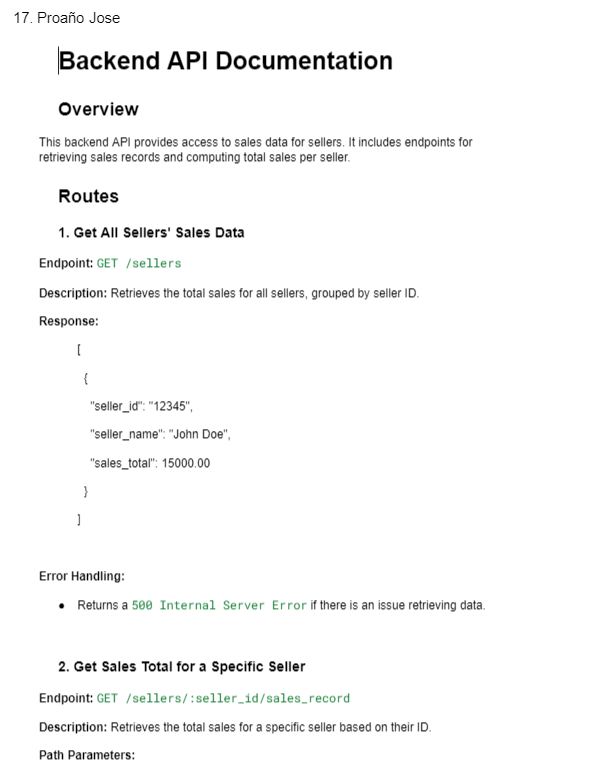 17. Proaño Jose
Backend API Documentation
Overview
This backend API provides access to sales data for sellers. It includes endpoints for
retrieving sales records and computing total sales per seller.
Routes
1. Get All Sellers' Sales Data
Endpoint: GET /sellers
Description: Retrieves the total sales for all sellers, grouped by seller ID.
Response:
[
{
"seller_id": "12345",
"seller_name": "John Doe",
"sales_total": 15000.00
}
]
Error Handling:
● Returns a 500 Internal Server Error if there is an issue retrieving data.
2. Get Sales Total for a Specific Seller
Endpoint: GET /sellers/:seller_id/sales_record
Description: Retrieves the total sales for a specific seller based on their ID.
Path Parameters: